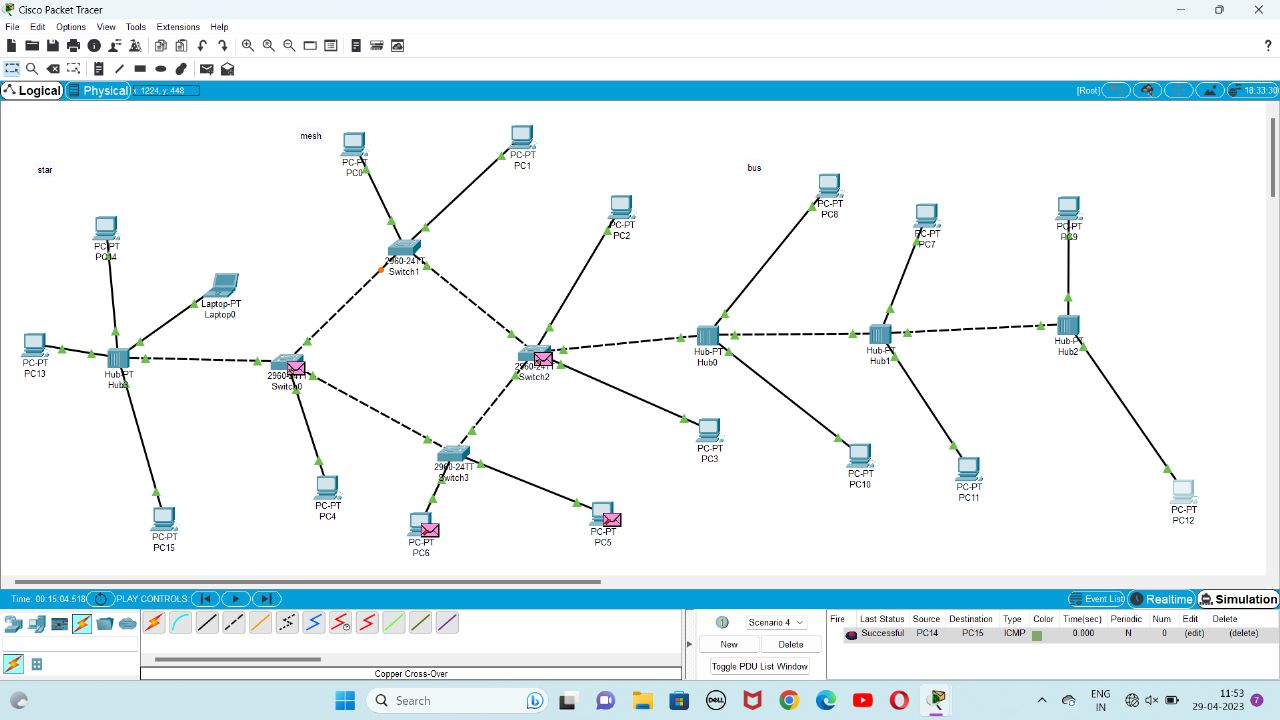 Cisco Packet Tracer
File Edit Options View Tools Extensions Help
?
Logical Physical x: 1224, y: 448 [Root] 18:33:30
mesh
star
bus
PC-PT
PC0
PC-PT
PC1
PC-PT
PC8
PC-PT
PC2
PC-PT
PC7
PC-PT
PC9
PC-PT
PC14
2960-24TT
Switch1
Laptop-PT
Laptop0
PC-PT
PC13
Hub-PT
2960-24TT
Switch0
2960-24TT
Switch2
Hub-PT
Hub0
Hub-PT
Hub1
Hub-PT
Hub2
PC-PT
PC3
2960-24TT
Switch3
PC-PT
PC10
PC-PT
PC11
PC-PT
PC4
PC-PT
PC12
PC-PT
PC15
PC-PT
PC6
PC-PT
PC5
Time: 00:15:04.518 PLAY CONTROLS: Event List Realtime Simulation
Scenario 4
New Delete
Toggle PDU List Window
Fire Last Status Source Destination Type Color Time(sec) Periodic Num Edit Delete
Successful PC14 PC15 ICMP 0.000 N 0 (edit) (delete)
Copper Cross-Over
Search
DELL
ENG
IN
11:53
29-04-2023
7